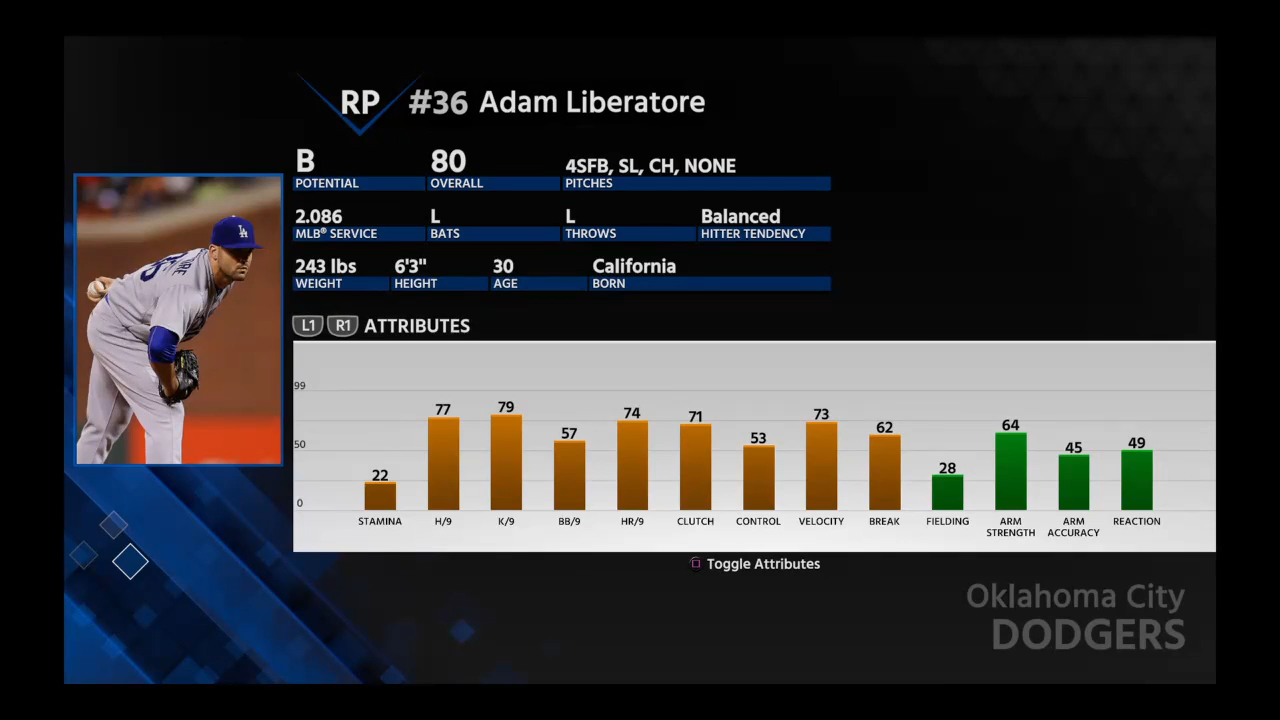 RP #36 Adam Liberatore
B 80 4SFB, SL, CH, NONE
POTENTIAL OVERALL PITCHES
2.086 L L Balanced
MLB® SERVICE BATS THROWS HITTER TENDENCY
243 lbs 6'3" 30 California
WEIGHT HEIGHT AGE BORN
L1 R1 ATTRIBUTES
99
50
0
22 77 79 57 74 71 53 73 62 28 64 45 49
STAMINA H/9 K/9 BB/9 HR/9 CLUTCH CONTROL VELOCITY BREAK FIELDING ARM STRENGTH ARM ACCURACY REACTION
Toggle Attributes
Oklahoma City
DODGERS
LA